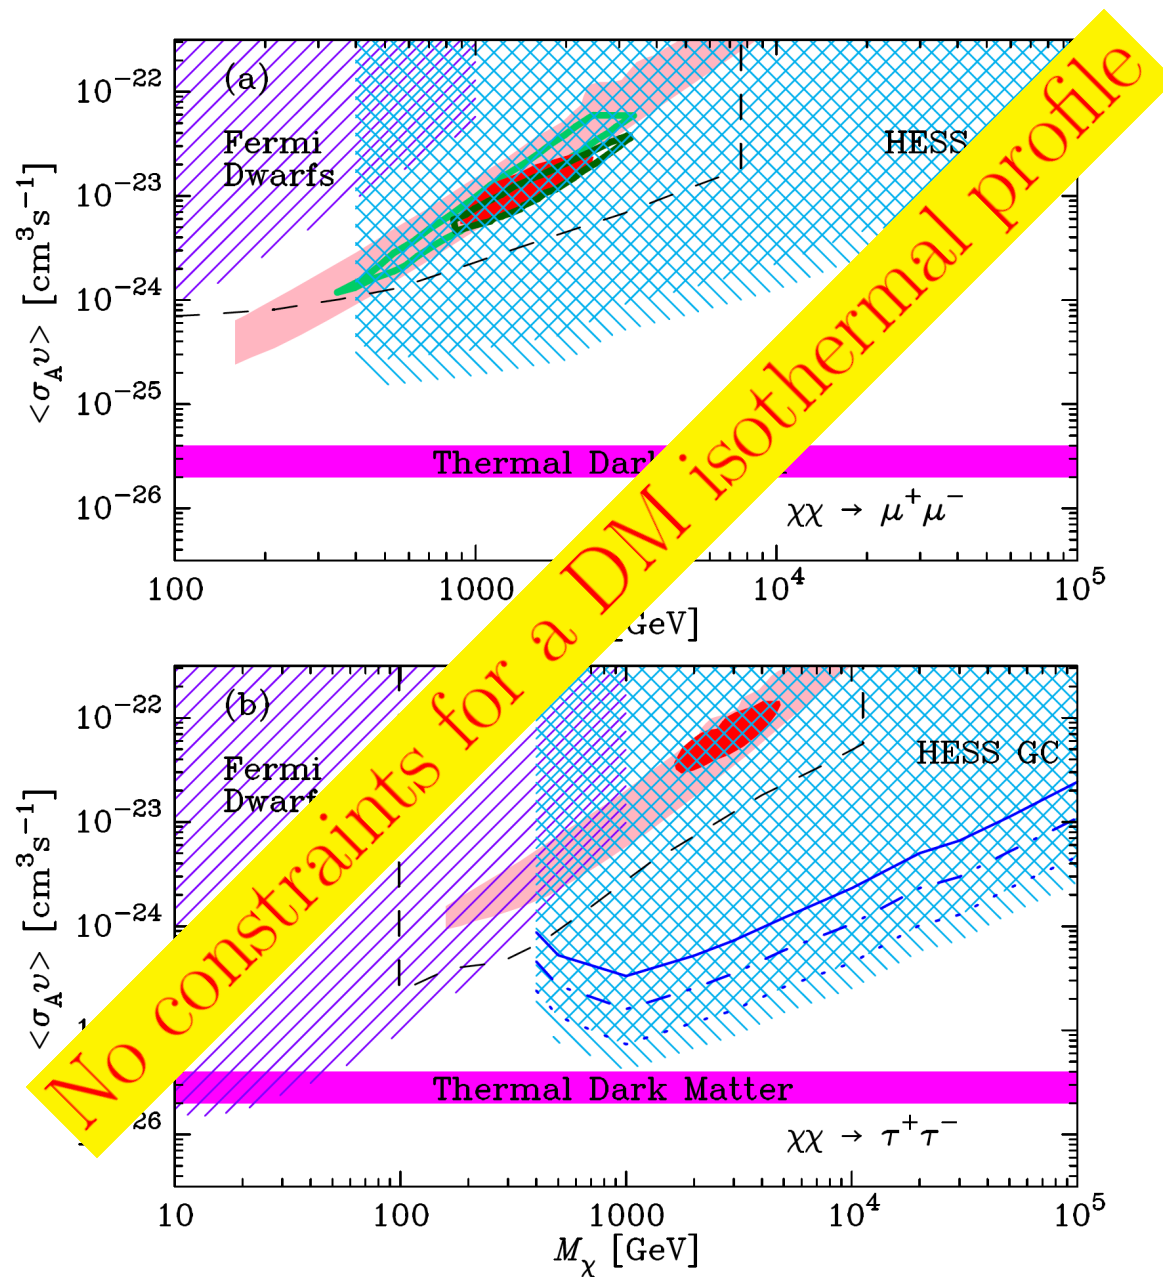 (a)
Fermi
Dwarfs
HESS
10⁻²²
10⁻²³
10⁻²⁴
10⁻²⁵
10⁻²⁶
<σ_A v> [cm³s⁻¹]
Thermal Dark
χχ → μ⁺μ⁻
100
1000
10⁴
10⁵
[GeV]
No constraints for a DM isothermal profile
(b)
Fermi
Dwarfs
HESS GC
10⁻²²
10⁻²³
10⁻²⁴
<σ_A v> [cm³s⁻¹]
Thermal Dark Matter
χχ → τ⁺τ⁻
10
100
1000
10⁴
10⁵
M_χ [GeV]